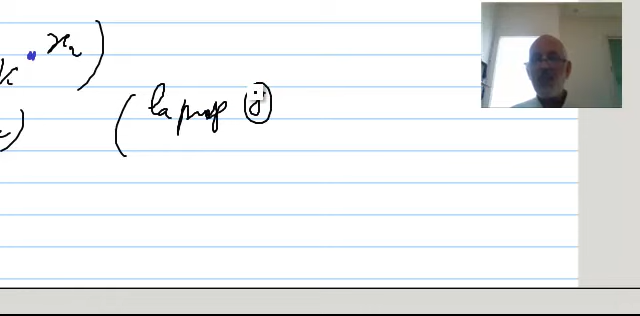 . x₂)
(la prop ⓙ